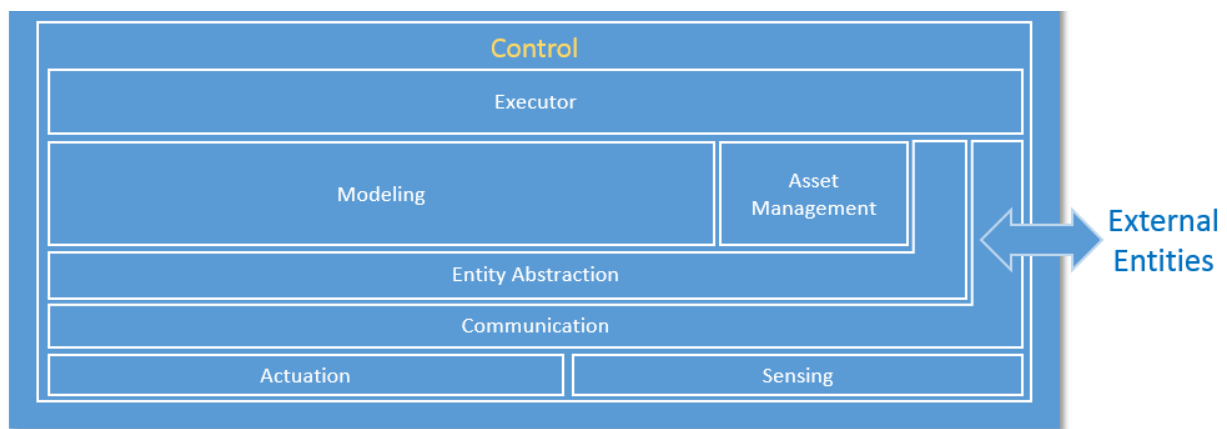 Control
Executor
Modeling
Asset
Management
External
Entities
Entity Abstraction
Communication
Actuation
Sensing